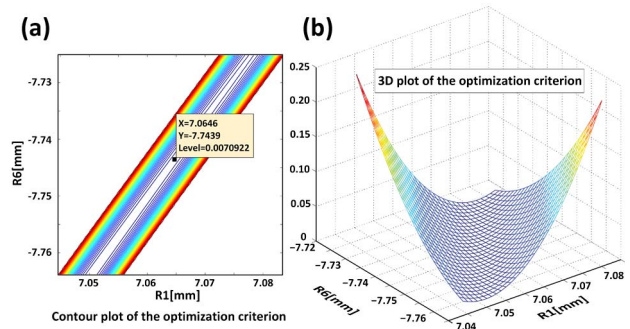 (a)
-7.73
-7.74
-7.75
-7.76
R6[mm]
X=7.0646
Y=-7.7439
Level=0.0070922
7.05
7.06
7.07
7.08
R1[mm]
Contour plot of the optimization criterion
(b)
3D plot of the optimization criterion
0.25
0.20
0.15
0.10
0.05
0
-7.72
-7.73
-7.74
-7.75
-7.76
R6[mm]
7.04
7.05
7.06
7.07
7.08
R1[mm]